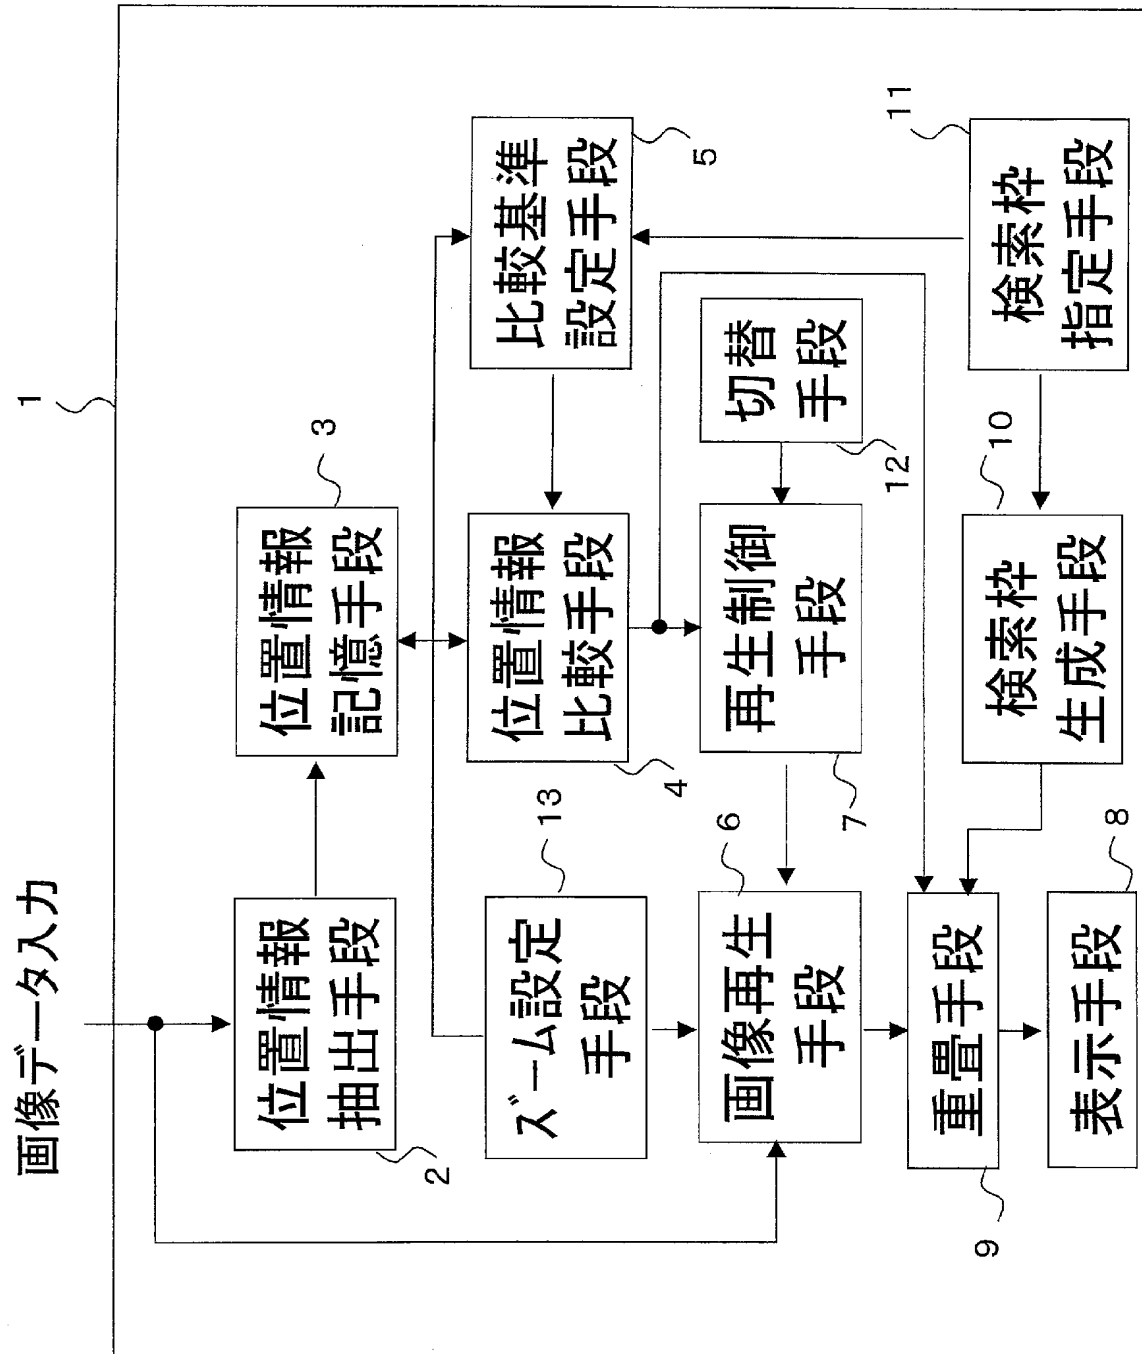 画像データ入力
1
位置情報
抽出手段
2
位置情報
記憶手段
3
ズーム設定
手段
13
位置情報
比較手段
4
比較基準
設定手段
5
画像再生
手段
6
再生制御
手段
7
切替
手段
12
重畳手段
9
検索枠
生成手段
10
検索枠
指定手段
11
表示手段
8